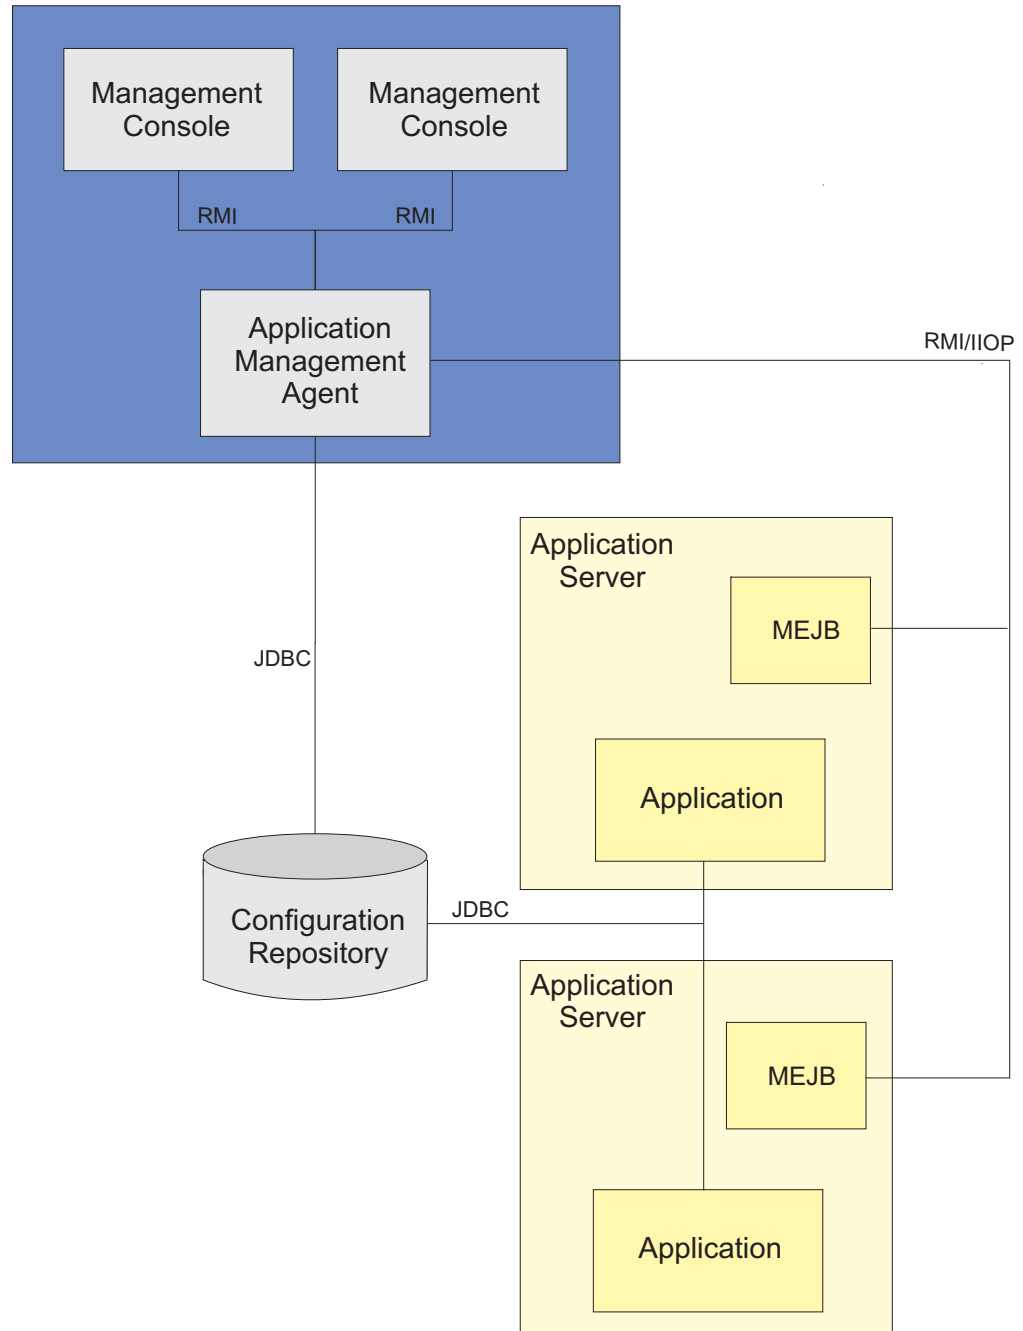 Management
Console
Management
Console
RMI
RMI
Application
Management
Agent
RMI/IIOP
Application
Server
MEJB
JDBC
Application
Configuration
Repository
JDBC
Application
Server
MEJB
Application